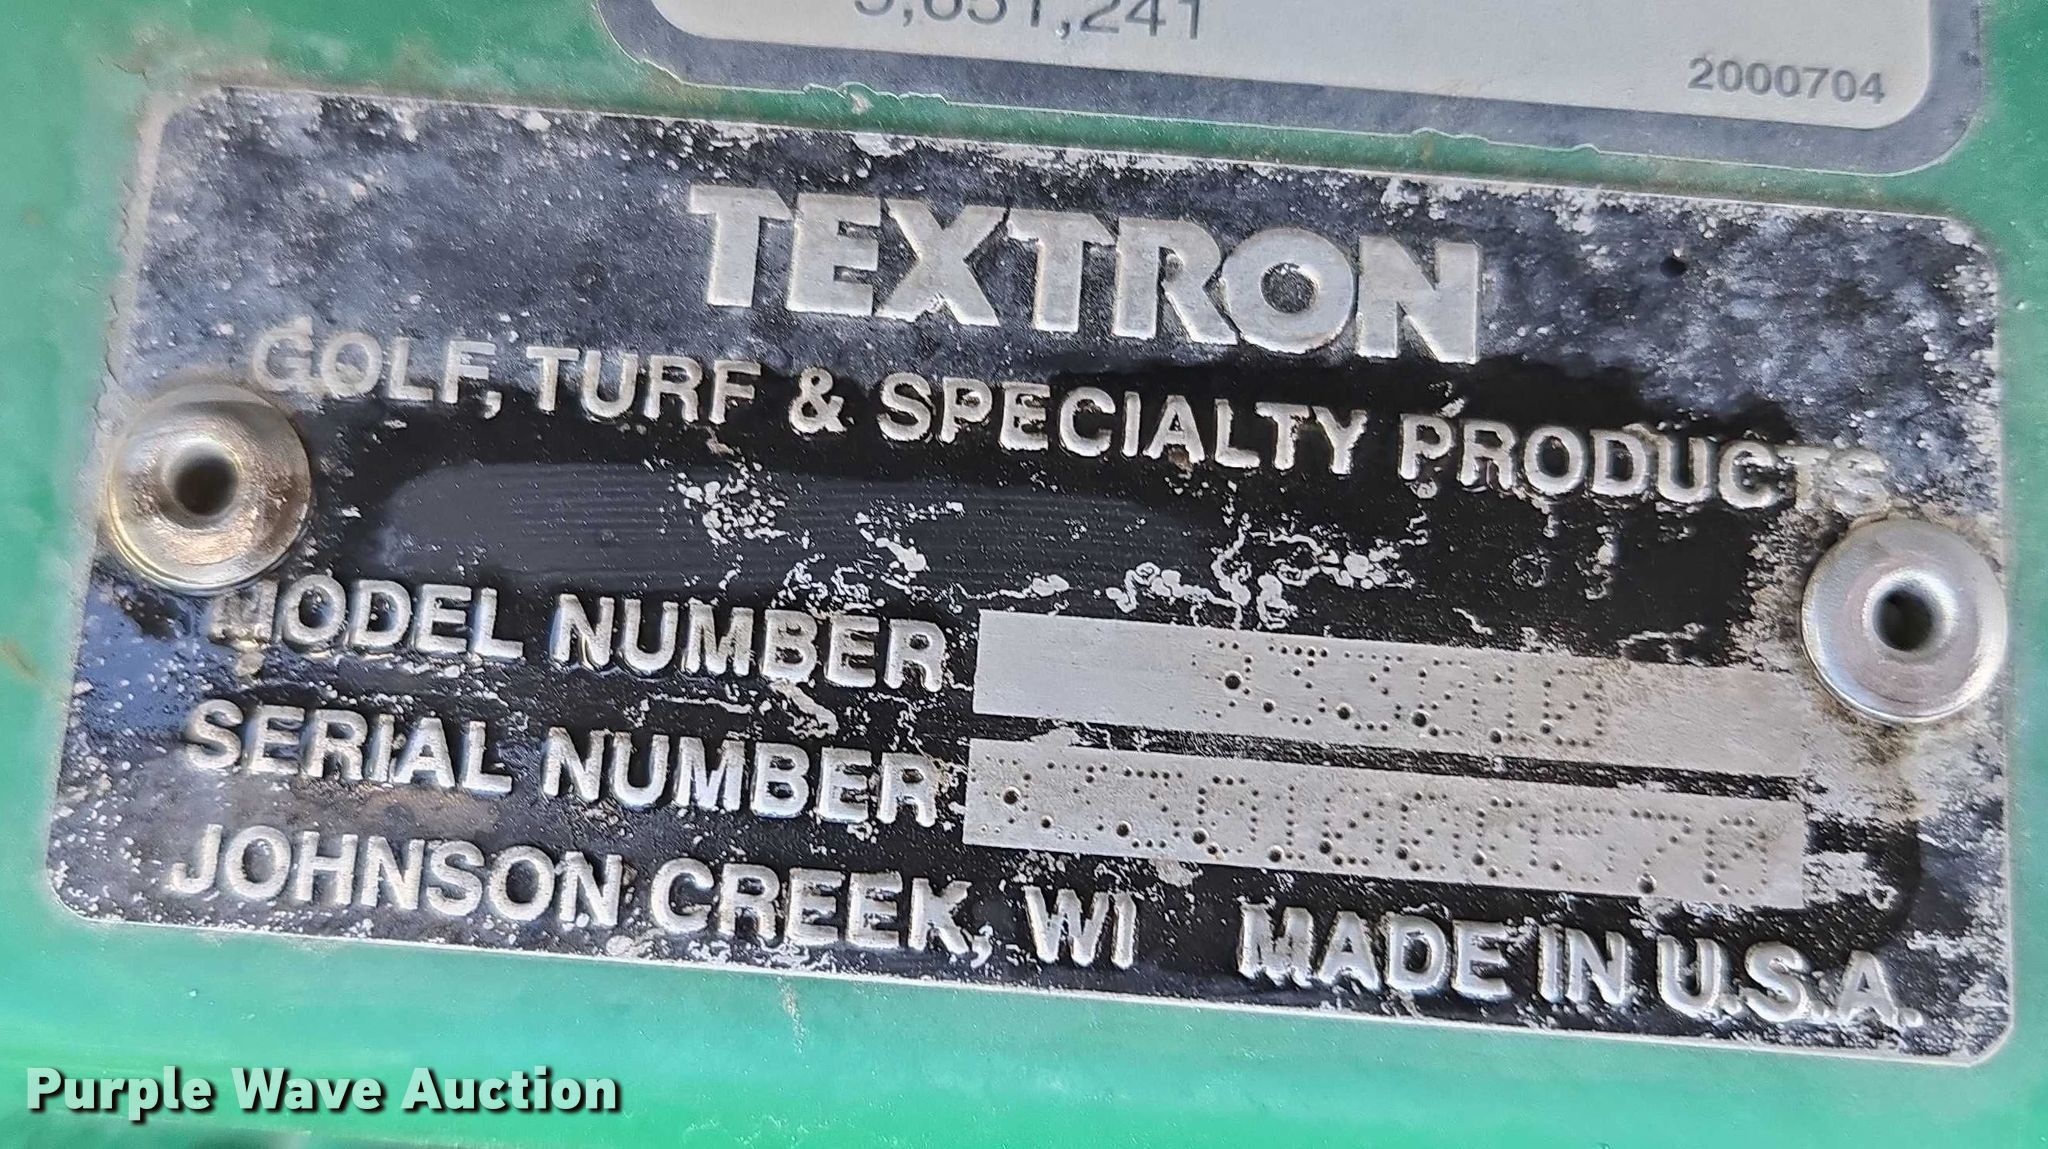 2000704
TEXTRON
GOLF, TURF & SPECIALTY PRODUCTS
MODEL NUMBER
SERIAL NUMBER
JOHNSON CREEK, WI MADE IN U.S.A.
Purple Wave Auction